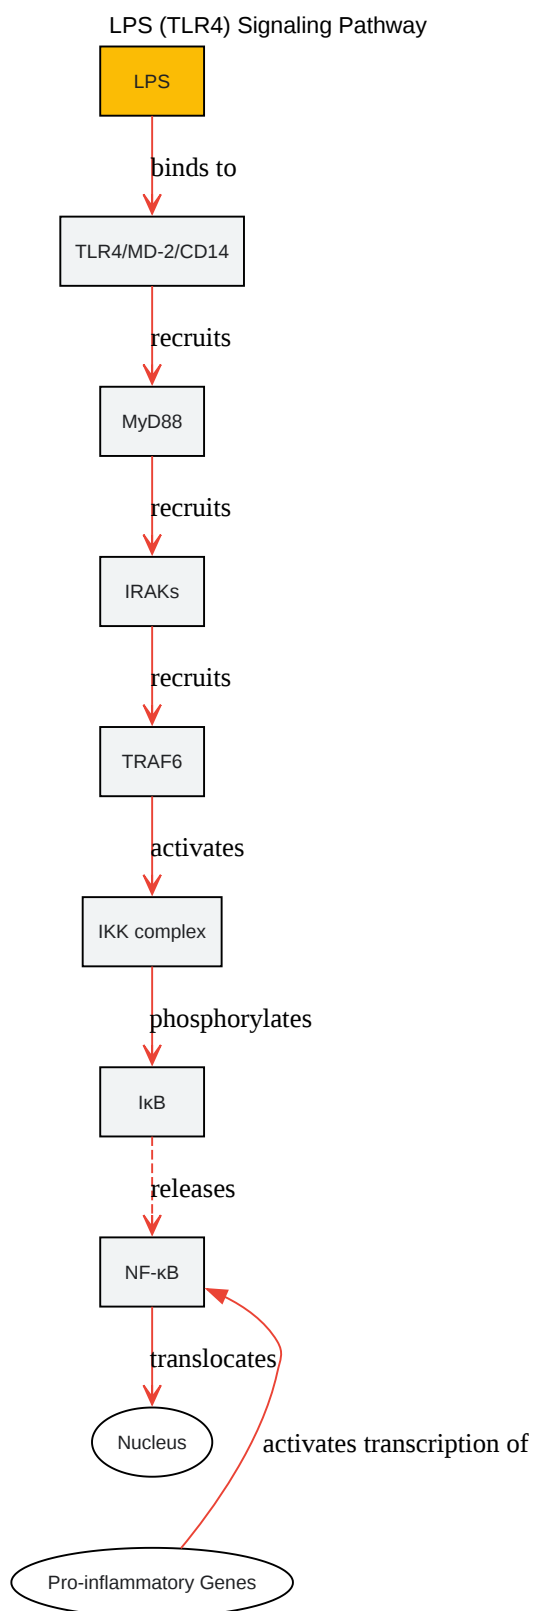 LPS (TLR4) Signaling Pathway
LPS
binds to
TLR4/MD-2/CD14
recruits
MyD88
recruits
IRAKs
recruits
TRAF6
activates
IKK complex
phosphorylates
IκB
releases
NF-κB
translocates
Nucleus
activates transcription of
Pro-inflammatory Genes